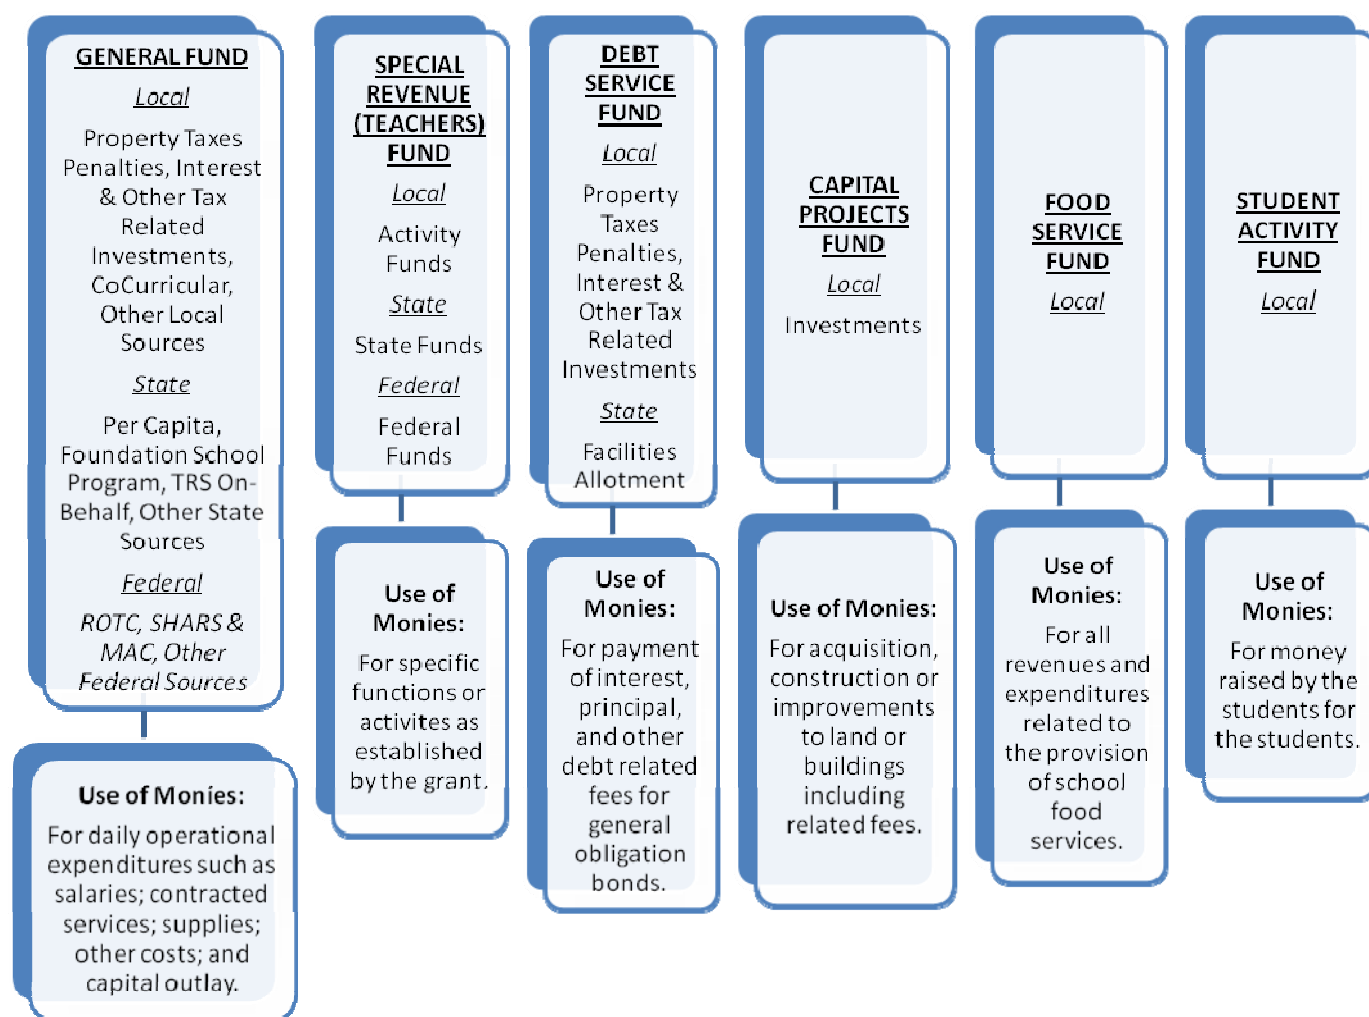 GENERAL FUND
Local
Property Taxes
Penalties, Interest
& Other Tax
Related
Investments,
CoCurricular,
Other Local
Sources
State
Per Capita,
Foundation School
Program, TRS On-
Behalf, Other State
Sources
Federal
ROTC, SHARS &
MAC, Other
Federal Sources
Use of Monies:
For daily operational
expenditures such as
salaries; contracted
services; supplies;
other costs; and
capital outlay.
SPECIAL
REVENUE
(TEACHERS)
FUND
Local
Activity
Funds
State
State Funds
Federal
Federal
Funds
Use of
Monies:
For specific
functions or
activites as
established
by the grant.
DEBT
SERVICE
FUND
Local
Property
Taxes
Penalties,
Interest &
Other Tax
Related
Investments
State
Facilities
Allotment
Use of
Monies:
For payment
of interest,
principal,
and other
debt related
fees for
general
obligation
bonds.
CAPITAL
PROJECTS
FUND
Local
Investments
Use of Monies:
For acquisition,
construction or
improvements
to land or
buildings
including
related fees.
FOOD
SERVICE
FUND
Local
Use of
Monies:
For all
revenues and
expenditures
related to
the provision
of school
food
services.
STUDENT
ACTIVITY
FUND
Local
Use of
Monies:
For money
raised by the
students for
the students.